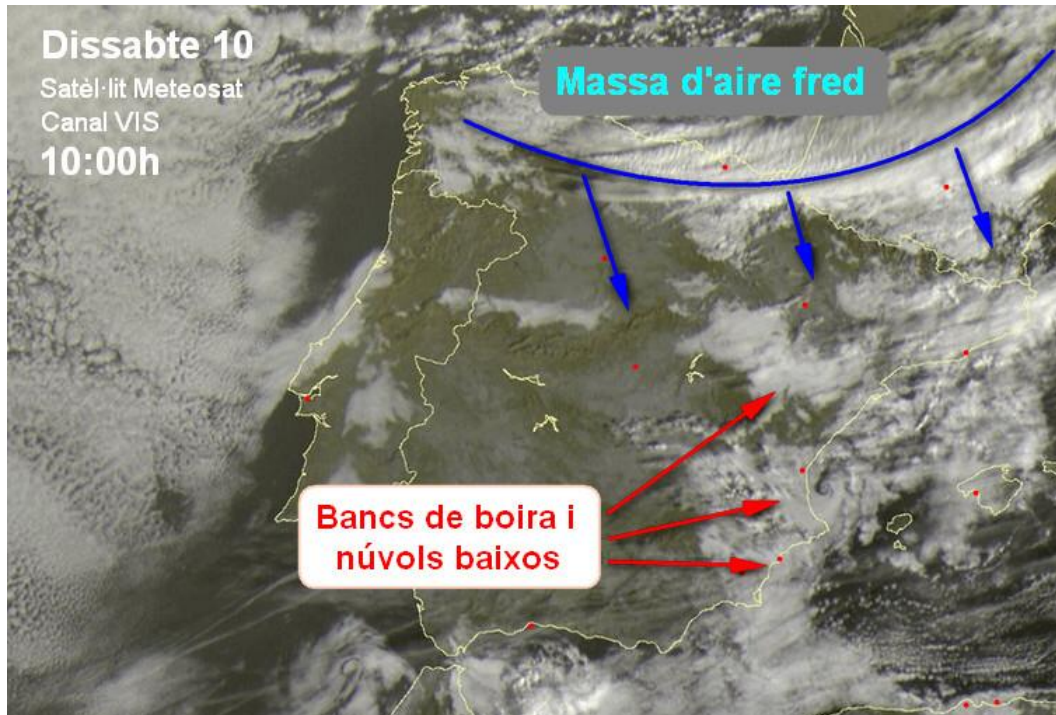 Dissabte 10
Satèl·lit Meteosat
Canal VIS
10:00h
Massa d'aire fred
Bancs de boira i
núvols baixos